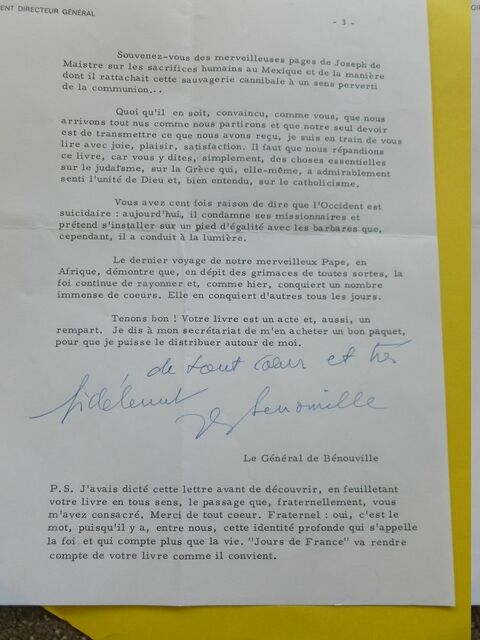 ENT DIRECTEUR GÉNÉRAL
- 3 -
Souvenez-vous des merveilleuses pages de Joseph de
Maistre sur les sacrifices humains au Mexique et de la manière
dont il rattachait cette sauvagerie cannibale à un sens perverti
de la communion...
Quoi qu'il en soit, convaincu, comme vous, que nous
arrivons tout nus comme nous partirons et que notre seul devoir
est de transmettre ce que nous avons reçu, je suis en train de vous
lire avec joie, plaisir, satisfaction. Il faut que nous répandions
ce livre, car vous y dites, simplement, des choses essentielles
sur le judaïsme, sur la Grèce qui, elle-même, a admirablement
senti l'unité de Dieu et, bien entendu, sur le catholicisme.
Vous avez cent fois raison de dire que l'Occident est
suicidaire : aujourd'hui, il condamne ses missionnaires et
prétend s'installer sur un pied d'égalité avec les barbares que,
cependant, il a conduit à la lumière.
Le dernier voyage de notre merveilleux Pape, en
Afrique, démontre que, en dépit des grimaces de toutes sortes, la
foi continue de rayonner et, comme hier, conquiert un nombre
immense de coeurs. Elle en conquiert d'autres tous les jours.
Tenons bon ! Votre livre est un acte et, aussi, un
rempart. Je dis à mon secrétariat de m'en acheter un bon paquet,
pour que je puisse le distribuer autour de moi.
de tout coeur et très
fidèlement
Benouville
Le Général de Bénouville
P.S. J'avais dicté cette lettre avant de découvrir, en feuilletant
votre livre en tous sens, le passage que, fraternellement, vous
m'avez consacré. Merci de tout coeur. Fraternel : oui, c'est le
mot, puisqu'il y a, entre nous, cette identité profonde qui s'appelle
la foi et qui compte plus que la vie. "Jours de France" va rendre
compte de votre livre comme il convient.